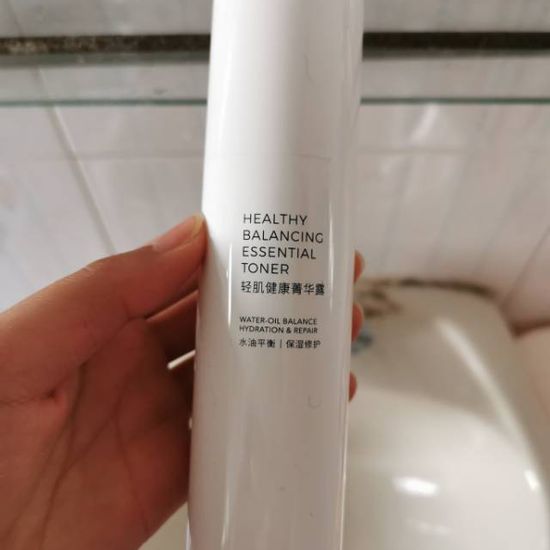 HEALTHY
BALANCING
ESSENTIAL
TONER
轻肌健康菁华露
WATER-OIL BALANCE
HYDRATION & REPAIR
水油平衡 | 保湿修护